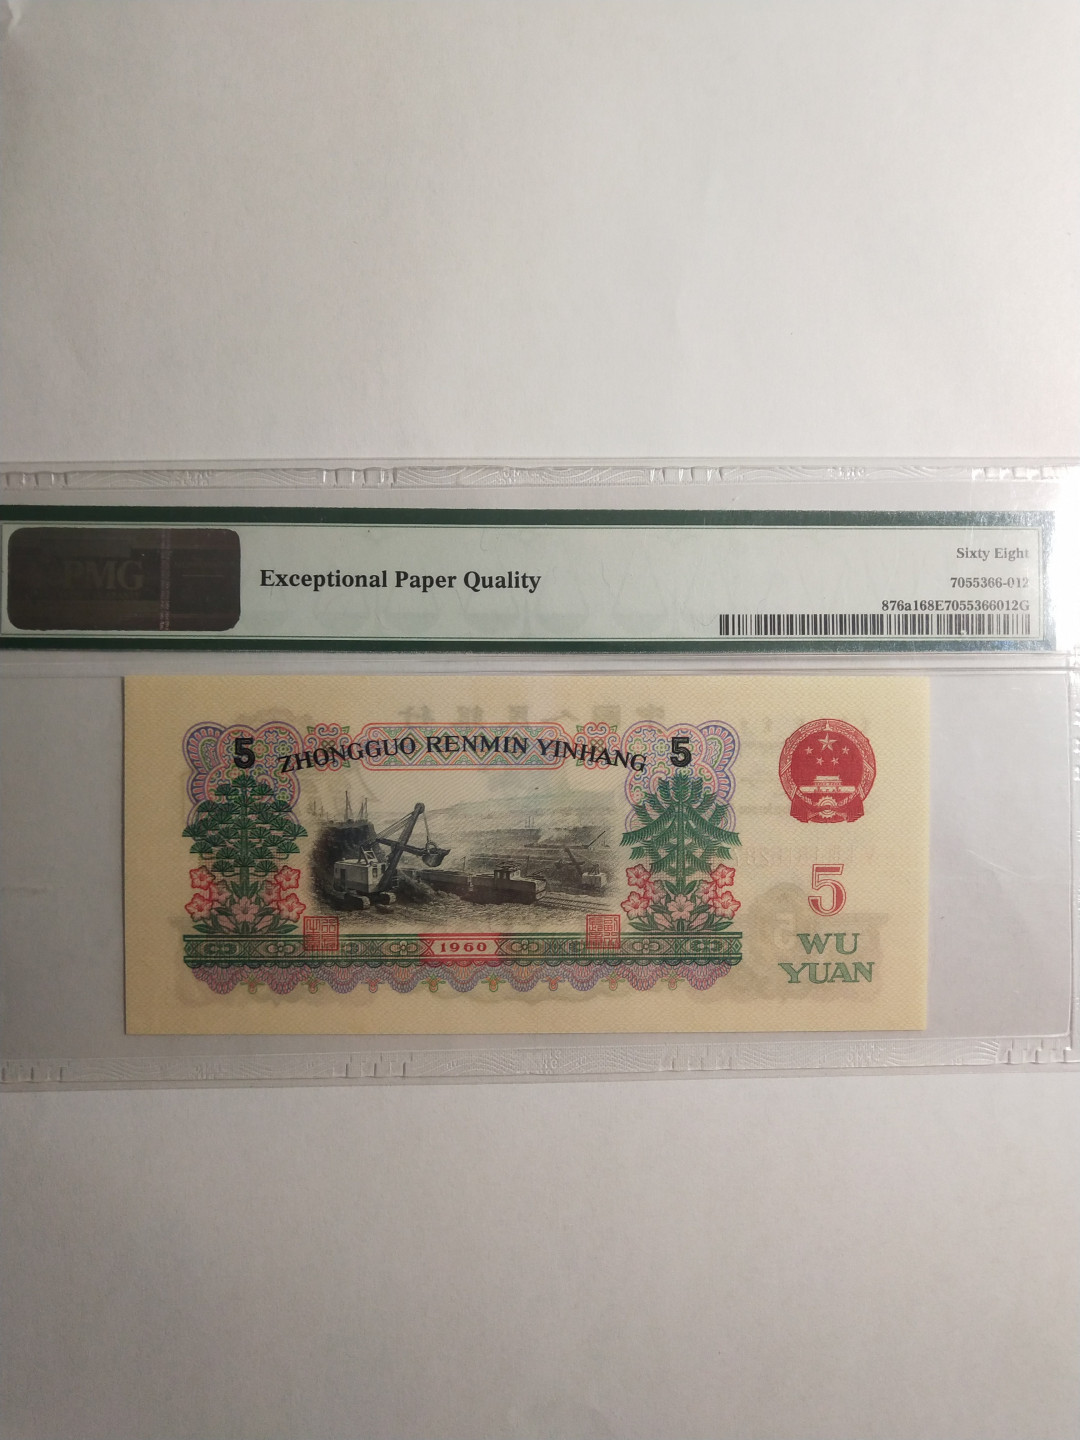 PMG
Exceptional Paper Quality
Sixty Eight
7055366-012
876a168E7055366012G
5 ZHONGGUO RENMIN YINHANG 5
5
1960
WU
YUAN